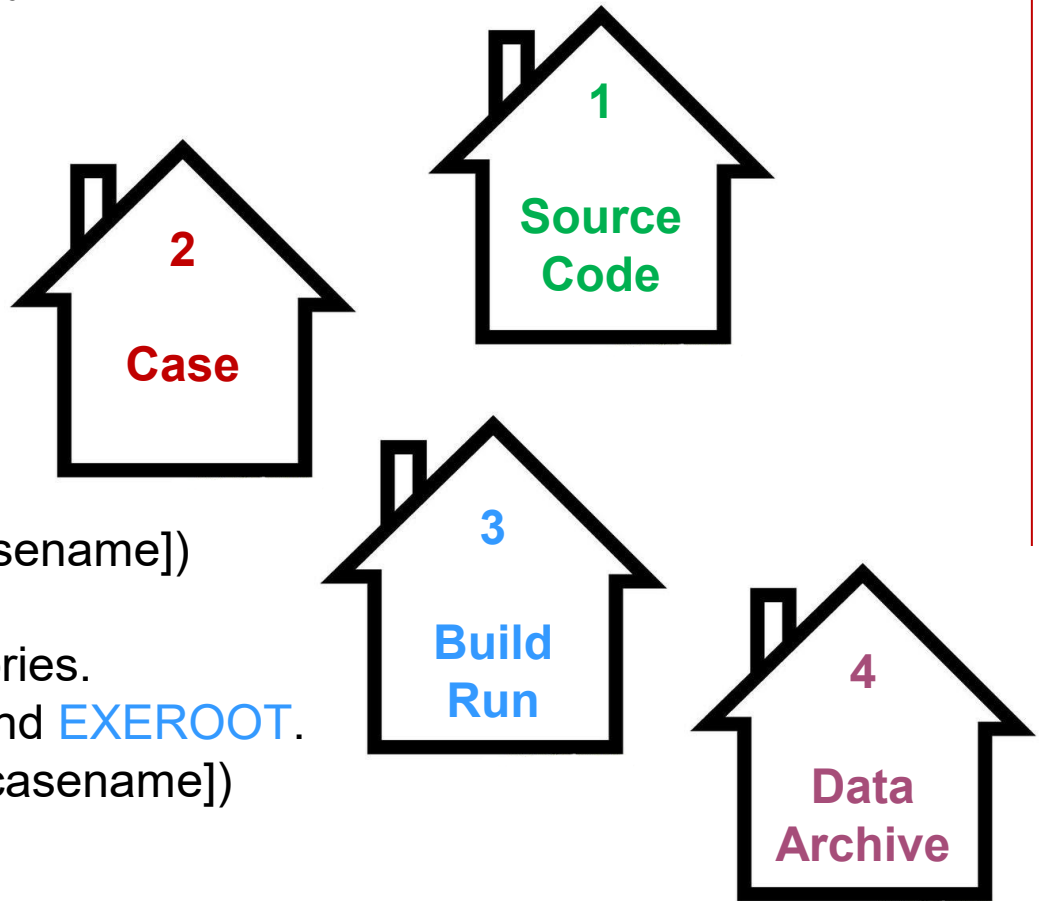 1
Source
Code
2
Case
sename])
3
ries.
Build
Run
nd EXEROOT.
casename])
4
Data
Archive